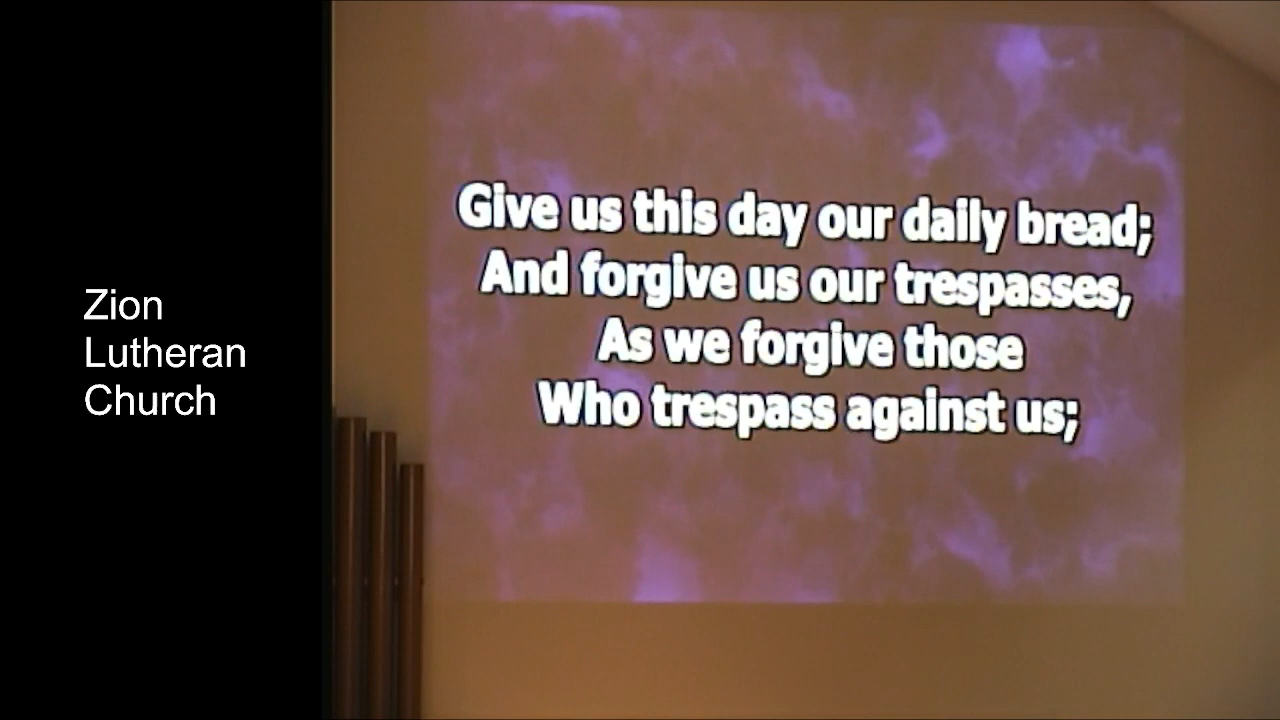 Zion
Lutheran
Church
Give us this day our daily bread;
And forgive us our trespasses,
As we forgive those
Who trespass against us;